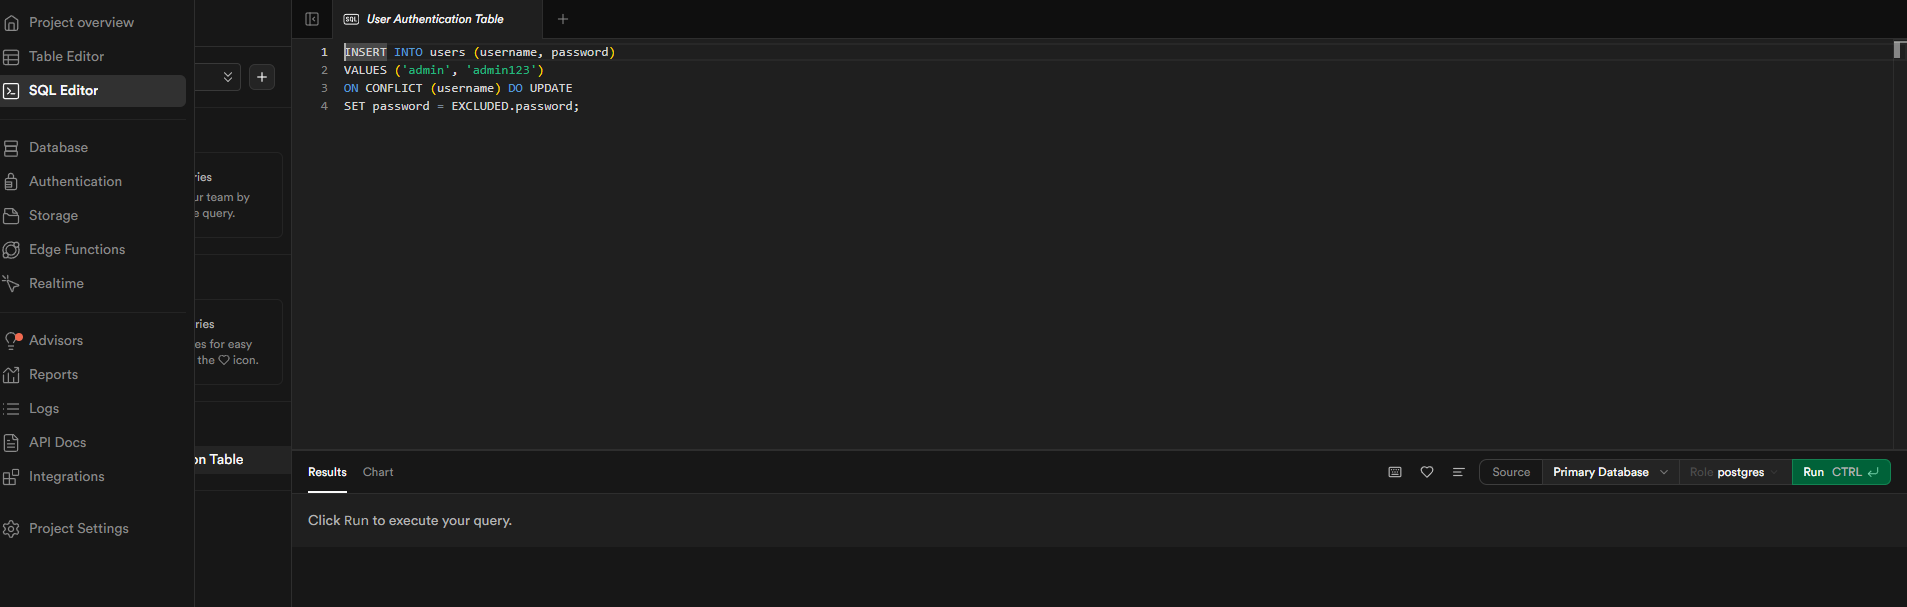 Project overview
Table Editor
SQL Editor
Database
Authentication
Storage
Edge Functions
Realtime
Advisors
Reports
Logs
API Docs
Integrations
Project Settings
ries
ur team by
e query.
ries
es for easy
the ♡ icon.
on Table
SQL User Authentication Table
1 INSERT INTO users (username, password)
2 VALUES ('admin', 'admin123')
3 ON CONFLICT (username) DO UPDATE
4 SET password = EXCLUDED.password;
Results Chart
Source Primary Database Role postgres Run CTRL ↵
Click Run to execute your query.